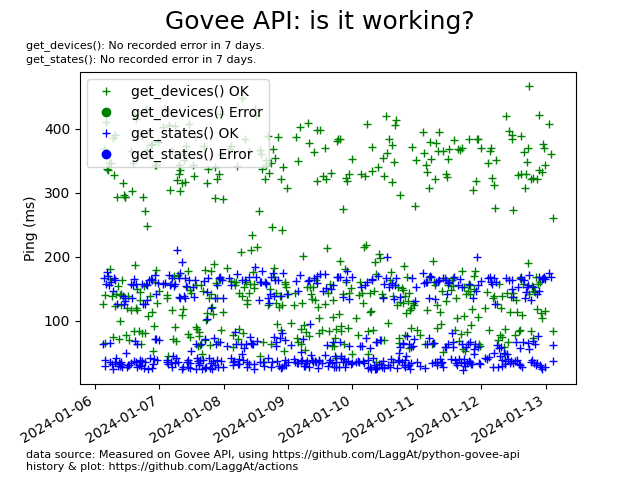 Govee API: is it working?
get_devices(): No recorded error in 7 days.
get_states(): No recorded error in 7 days.
get_devices() OK
get_devices() Error
get_states() OK
get_states() Error
Ping (ms)
400
300
200
100
2024-01-06
2024-01-07
2024-01-08
2024-01-09
2024-01-10
2024-01-11
2024-01-12
2024-01-13
data source: Measured on Govee API, using https://github.com/LaggAt/python-govee-api
history & plot: https://github.com/LaggAt/actions